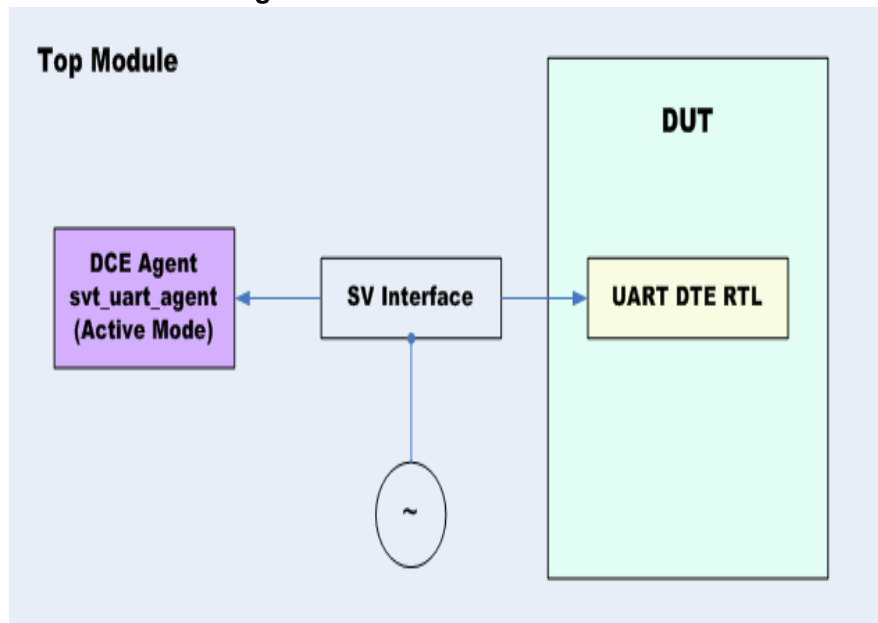 Top Module
DUT
DCE Agent
svt_uart_agent
(Active Mode)
SV Interface
UART DTE RTL
~